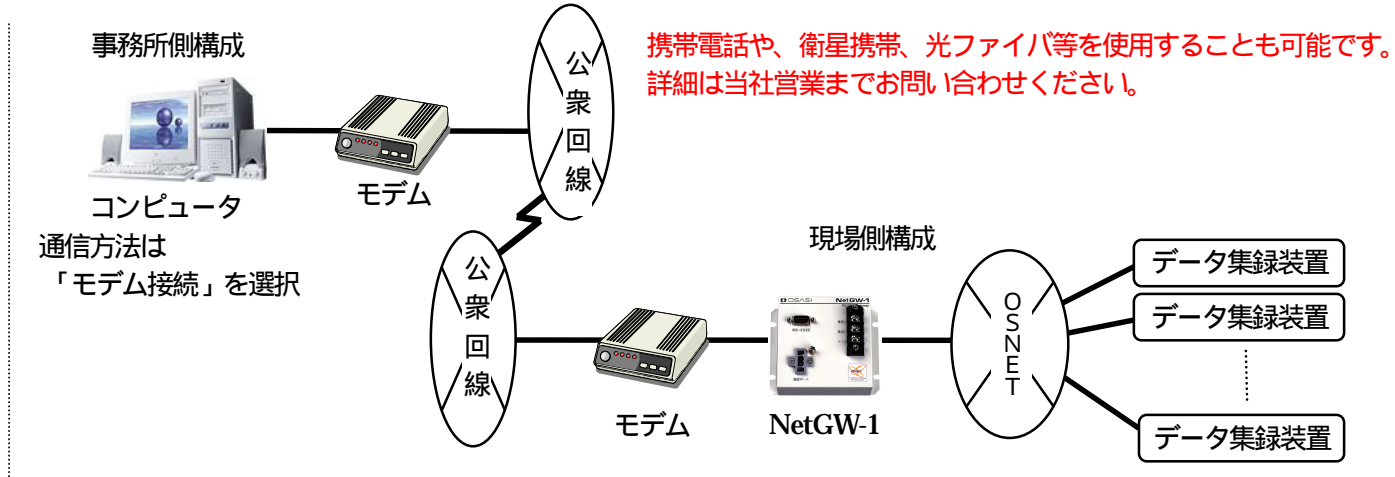 事務所側構成
携帯電話や、衛星携帯、光ファイバ等を使用することも可能です。
詳細は当社営業までお問い合わせください。
公衆回線
モデム
コンピュータ
通信方法は
「モデム接続」を選択
公衆回線
現場側構成
モデム
OSASI
NetGW-1
RS-232C
NetGW-1
OSNET
データ集録装置
データ集録装置
データ集録装置